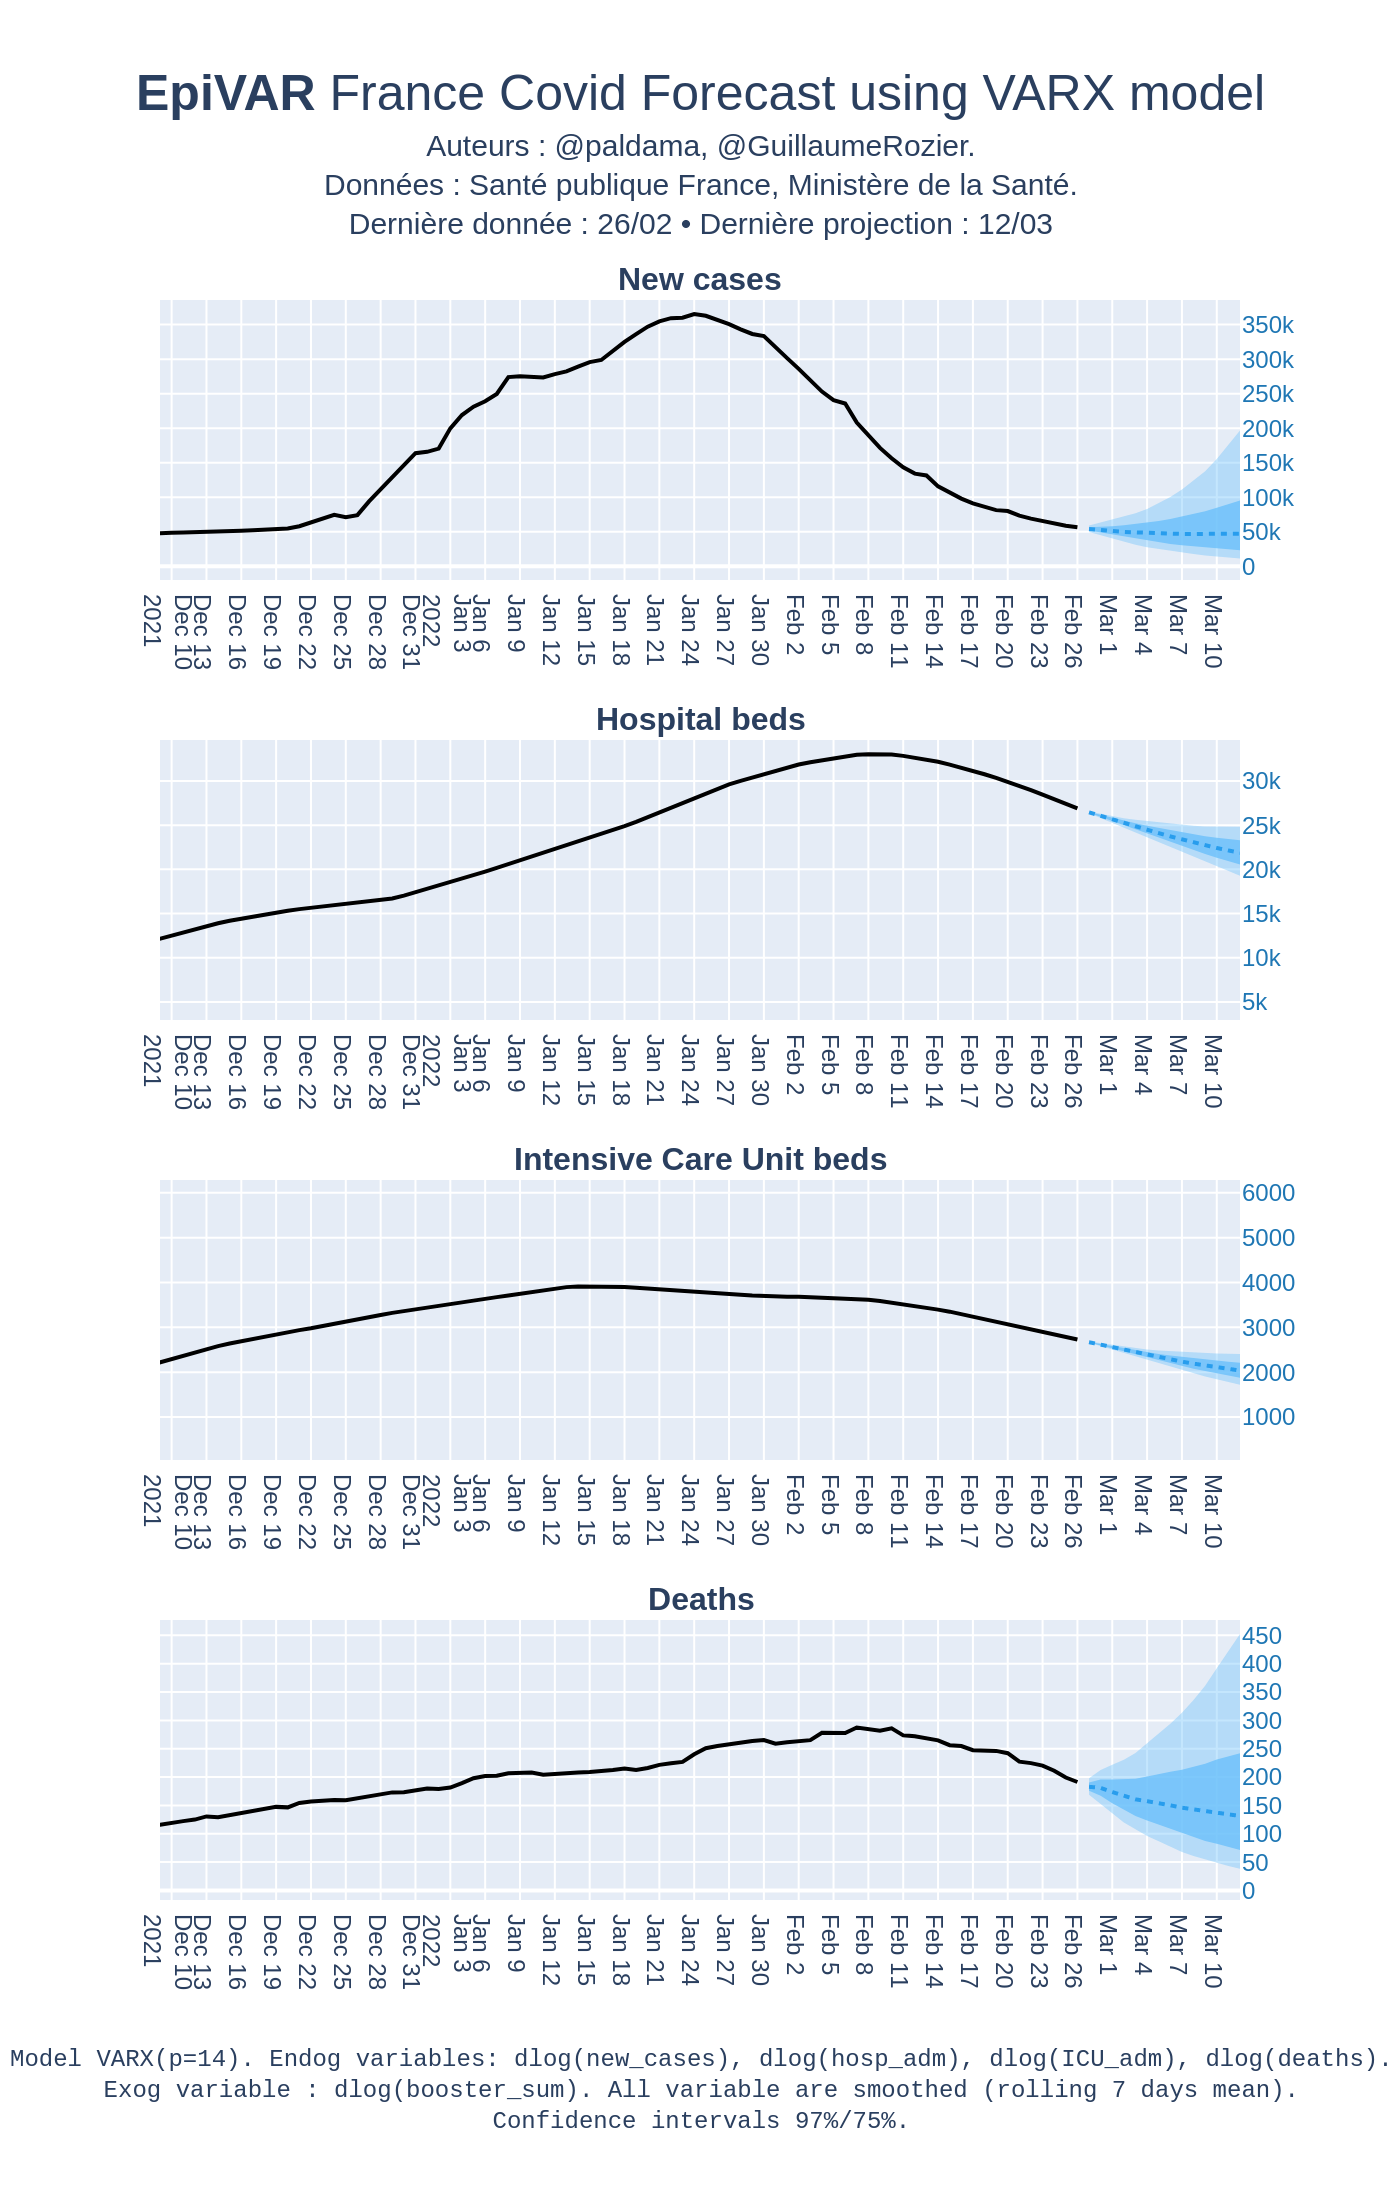 EpiVAR France Covid Forecast using VARX model
Auteurs : @paldama, @GuillaumeRozier.
Données : Santé publique France, Ministère de la Santé.
Dernière donnée : 26/02 • Dernière projection : 12/03
New cases
350k
300k
250k
200k
150k
100k
50k
0
2021
Dec 10
Dec 13
Dec 16
Dec 19
Dec 22
Dec 25
Dec 28
Dec 31
2022
Jan 3
Jan 6
Jan 9
Jan 12
Jan 15
Jan 18
Jan 21
Jan 24
Jan 27
Jan 30
Feb 2
Feb 5
Feb 8
Feb 11
Feb 14
Feb 17
Feb 20
Feb 23
Feb 26
Mar 1
Mar 4
Mar 7
Mar 10
Hospital beds
30k
25k
20k
15k
10k
5k
2021
Dec 10
Dec 13
Dec 16
Dec 19
Dec 22
Dec 25
Dec 28
Dec 31
2022
Jan 3
Jan 6
Jan 9
Jan 12
Jan 15
Jan 18
Jan 21
Jan 24
Jan 27
Jan 30
Feb 2
Feb 5
Feb 8
Feb 11
Feb 14
Feb 17
Feb 20
Feb 23
Feb 26
Mar 1
Mar 4
Mar 7
Mar 10
Intensive Care Unit beds
6000
5000
4000
3000
2000
1000
2021
Dec 10
Dec 13
Dec 16
Dec 19
Dec 22
Dec 25
Dec 28
Dec 31
2022
Jan 3
Jan 6
Jan 9
Jan 12
Jan 15
Jan 18
Jan 21
Jan 24
Jan 27
Jan 30
Feb 2
Feb 5
Feb 8
Feb 11
Feb 14
Feb 17
Feb 20
Feb 23
Feb 26
Mar 1
Mar 4
Mar 7
Mar 10
Deaths
450
400
350
300
250
200
150
100
50
0
2021
Dec 10
Dec 13
Dec 16
Dec 19
Dec 22
Dec 25
Dec 28
Dec 31
2022
Jan 3
Jan 6
Jan 9
Jan 12
Jan 15
Jan 18
Jan 21
Jan 24
Jan 27
Jan 30
Feb 2
Feb 5
Feb 8
Feb 11
Feb 14
Feb 17
Feb 20
Feb 23
Feb 26
Mar 1
Mar 4
Mar 7
Mar 10
Model VARX(p=14). Endog variables: dlog(new_cases), dlog(hosp_adm), dlog(ICU_adm), dlog(deaths).
Exog variable : dlog(booster_sum). All variable are smoothed (rolling 7 days mean).
Confidence intervals 97%/75%.